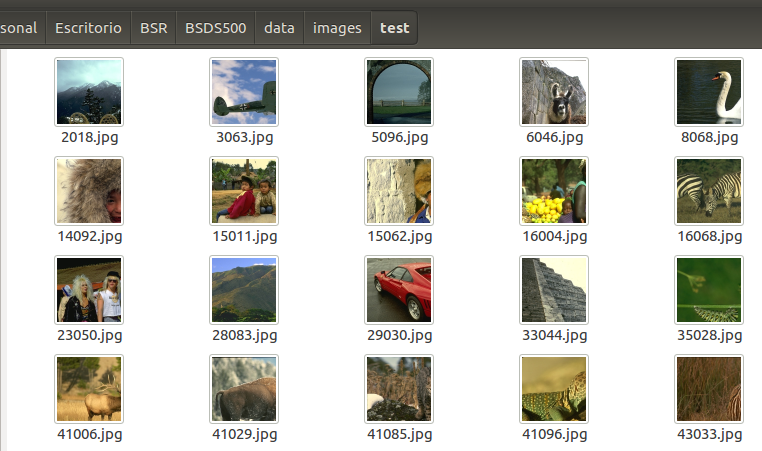 sonal Escritorio BSR BSDS500 data images test
2018.jpg 3063.jpg 5096.jpg 6046.jpg 8068.jpg
14092.jpg 15011.jpg 15062.jpg 16004.jpg 16068.jpg
23050.jpg 28083.jpg 29030.jpg 33044.jpg 35028.jpg
41006.jpg 41029.jpg 41085.jpg 41096.jpg 43033.jpg